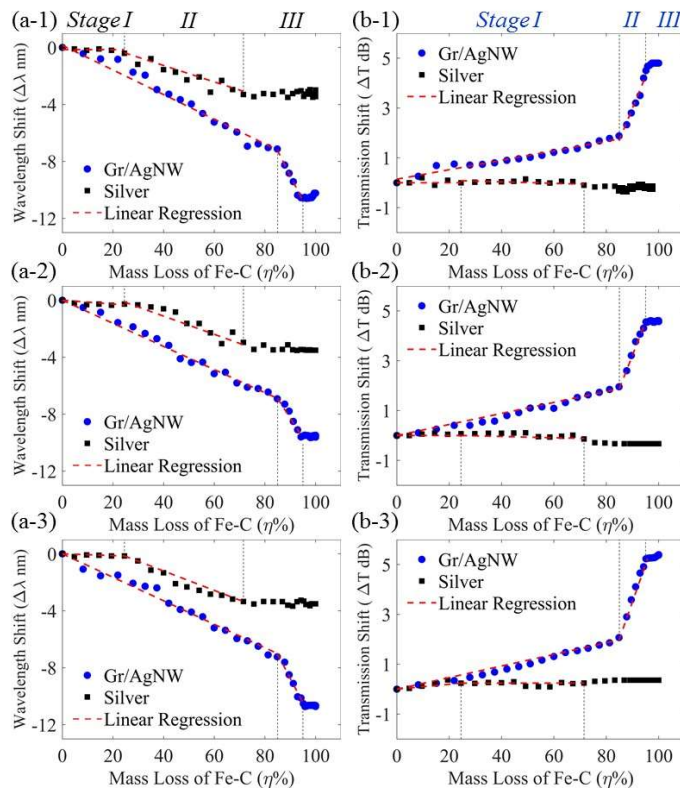 (a-1) Stage I II III
0
-4
-8
-12
Wavelength Shift (Δλ nm)
Gr/AgNW
Silver
Linear Regression
0 20 40 60 80 100
Mass Loss of Fe-C (η%)
(b-1) Stage I II III
5
3
1
-1
Transmission Shift ( ΔT dB)
Gr/AgNW
Silver
Linear Regression
0 20 40 60 80 100
Mass Loss of Fe-C (η%)
(a-2)
0
-4
-8
-12
Wavelength Shift (Δλ nm)
Gr/AgNW
Silver
Linear Regression
0 20 40 60 80 100
Mass Loss of Fe-C (η%)
(b-2)
5
3
1
-1
Transmission Shift ( ΔT dB)
Gr/AgNW
Silver
Linear Regression
0 20 40 60 80 100
Mass Loss of Fe-C (η%)
(a-3)
0
-4
-8
-12
Wavelength Shift (Δλ nm)
Gr/AgNW
Silver
Linear Regression
0 20 40 60 80 100
Mass Loss of Fe-C (η%)
(b-3)
5
3
1
-1
Transmission Shift ( ΔT dB)
Gr/AgNW
Silver
Linear Regression
0 20 40 60 80 100
Mass Loss of Fe-C (η%)